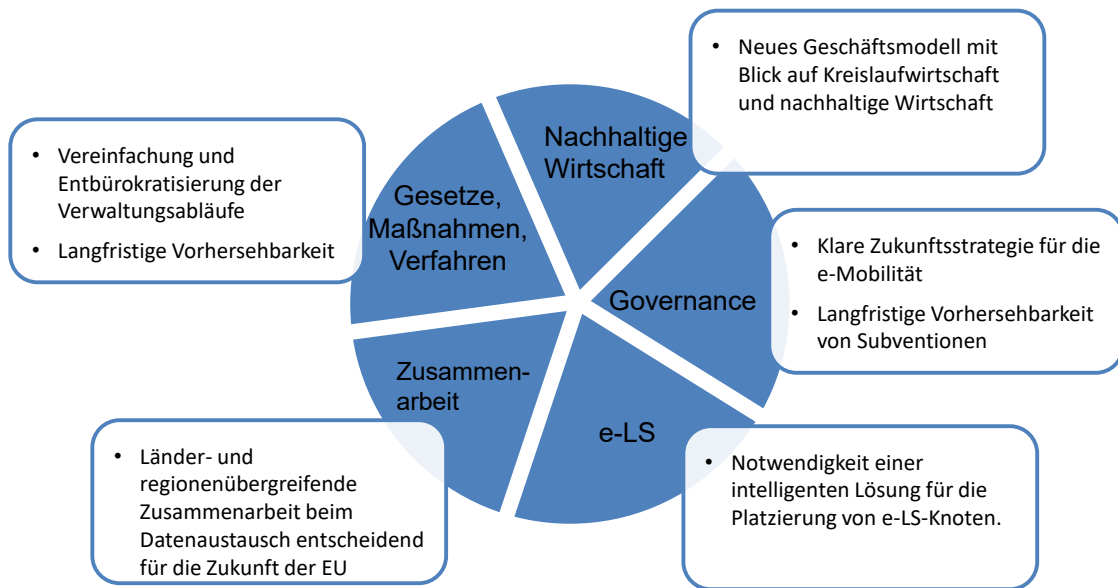 • Neues Geschäftsmodell mit
Blick auf Kreislaufwirtschaft
und nachhaltige Wirtschaft
Nachhaltige
Wirtschaft
• Vereinfachung und
Entbürokratisierung der
Verwaltungsabläufe
• Langfristige Vorhersehbarkeit
Gesetze,
Maßnahmen,
Verfahren
Governance
• Klare Zukunftsstrategie für die
e-Mobilität
• Langfristige Vorhersehbarkeit
von Subventionen
Zusammen-
arbeit
e-LS
• Länder- und
regionenübergreifende
Zusammenarbeit beim
Datenaustausch entscheidend
für die Zukunft der EU
• Notwendigkeit einer
intelligenten Lösung für die
Platzierung von e-LS-Knoten.